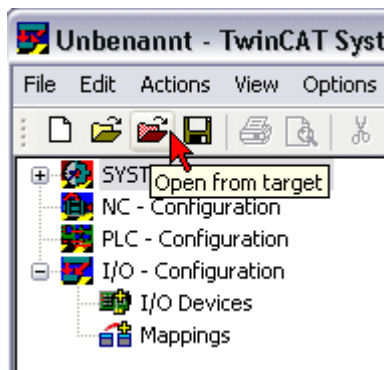 Unbenannt - TwinCAT Syst
File Edit Actions View Options
SYST
Open from target
NC - Configuration
PLC - Configuration
I/O - Configuration
I/O Devices
Mappings